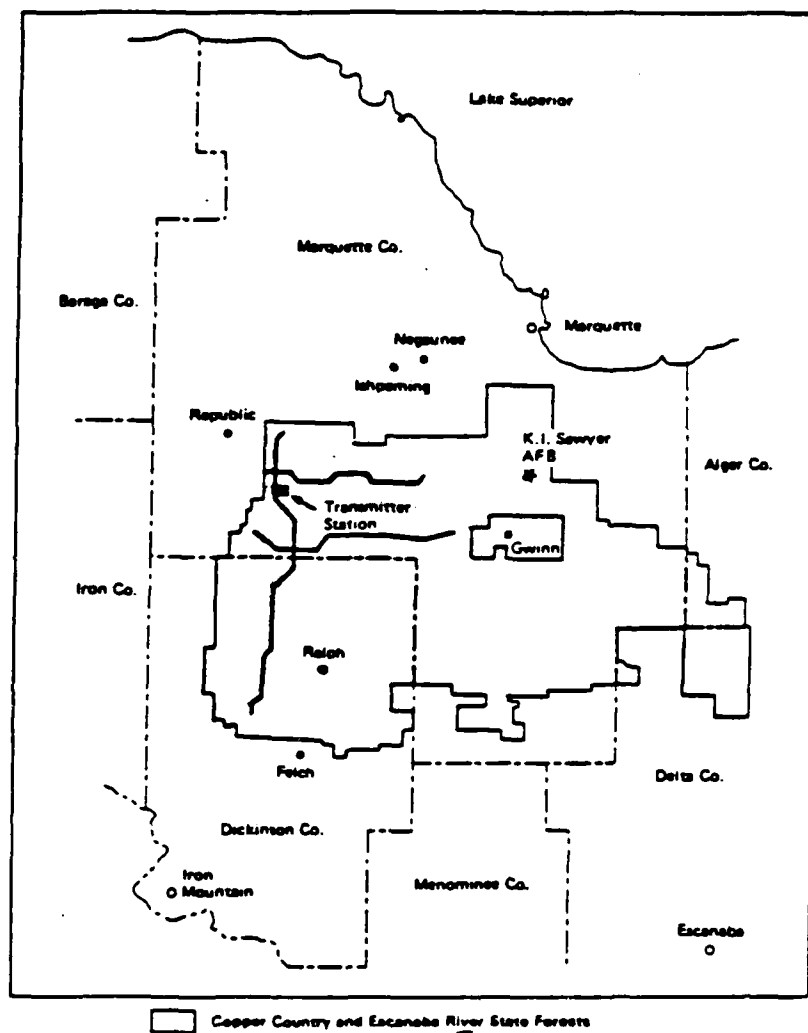 Lake Superior
Marquette Co.
Baraga Co.
Marquette
Negaunee
Ishpeming
Republic
K.I. Sawyer
AFB
Alger Co.
Transmitter
Station
Gwinn
Iron Co.
Ralph
Felch
Delta Co.
Dickinson Co.
Iron
Mountain
Menominee Co.
Escanaba
Copper Country and Escanaba River State Forests